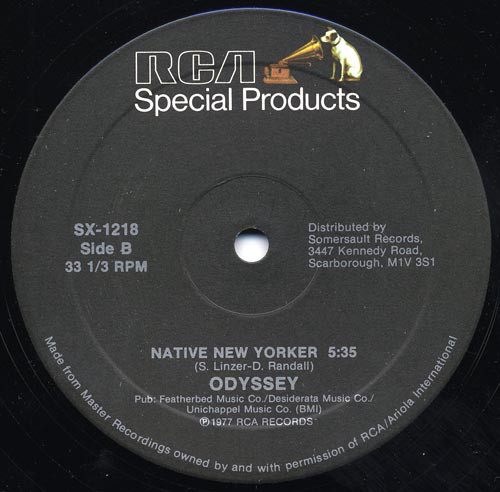 RCA
Special Products
SX-1218
Side B
33 1/3 RPM
Distributed by
Somersault Records,
3447 Kennedy Road,
Scarborough, M1V 3S1
NATIVE NEW YORKER 5:35
(S. Linzer-D. Randall)
ODYSSEY
Pub: Featherbed Music Co./Desiderata Music Co./
Unichappel Music Co. (BMI)
℗1977 RCA RECORDS
Made from Master Recordings owned by and with permission of RCA/Ariola International